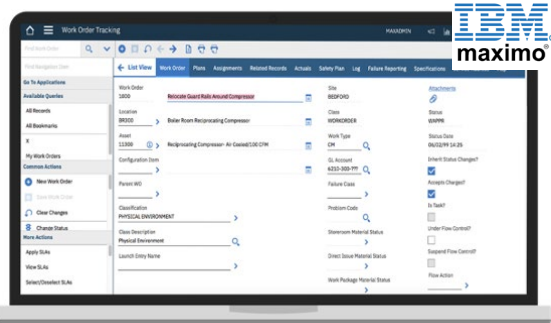 IBM
maximo
Work Order Tracking
MAXADMIN
Find Work Order
Find Navigation Item
Go To Applications
Available Queries
All Records
All Bookmarks
X
My Work Orders
Common Actions
New Work Order
Save Work Order
Clear Changes
Change Status
More Actions
Apply SLAs
View SLAs
Select/Deselect SLAs
List View Work Order Plans Assignments Related Records Actuals Safety Plan Log Failure Reporting Specifications
Work Order
1000
Relocate Guard Rails Around Compressor
Location
BR300
Boiler Room Reciprocating Compressor
Asset
11300
Reciprocating Compressor- Air Cooled/100 CFM
Configuration Item
Parent WO
Classification
PHYSICAL ENVIRONMENT
Class Description
Physical Environment
Launch Entry Name
Site
BEDFORD
Class
WORKORDER
Work Type
CM
GL Account
6210-300-???
Failure Class
Problem Code
Storeroom Material Status
Direct Issue Material Status
Work Package Material Status
Attachments
Status
WAPPR
Status Date
Inherit Status Changes?
Accepts Charges?
Is Task?
Under Flow Control?
Suspend Flow Control?
Flow Action